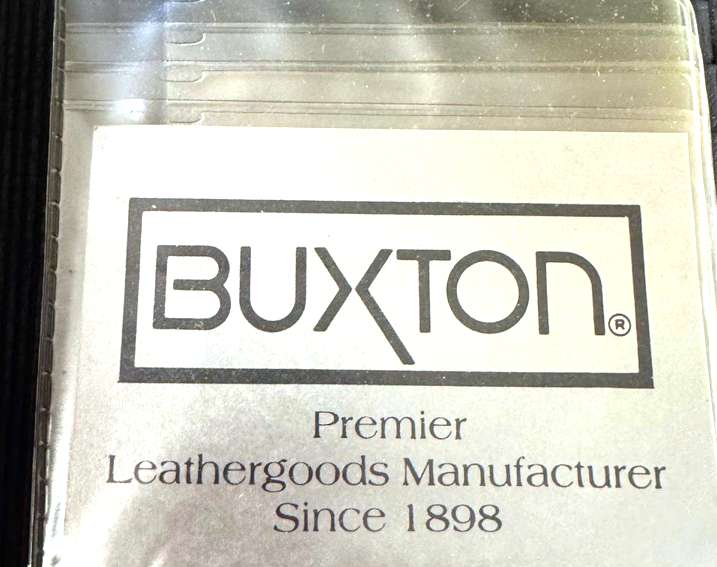 BUXTON®
Premier
Leathergoods Manufacturer
Since 1898